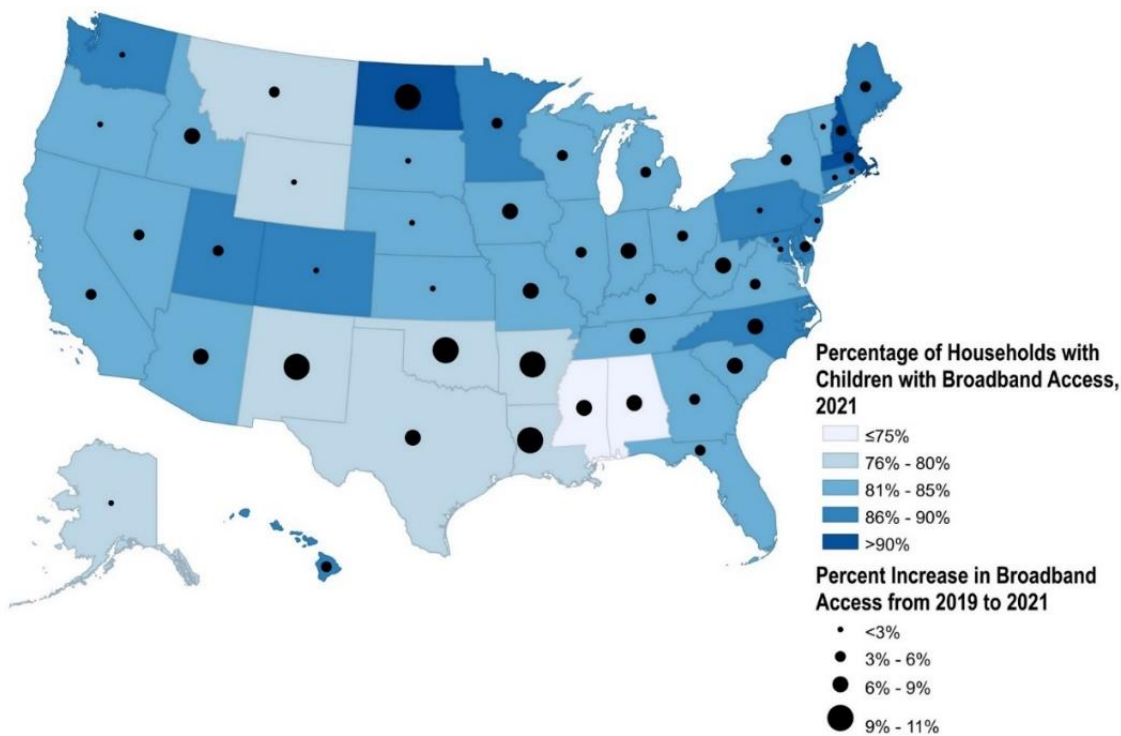 Percentage of Households with
Children with Broadband Access,
2021
≤75%
76% - 80%
81% - 85%
86% - 90%
>90%
Percent Increase in Broadband
Access from 2019 to 2021
<3%
3% - 6%
6% - 9%
9% - 11%